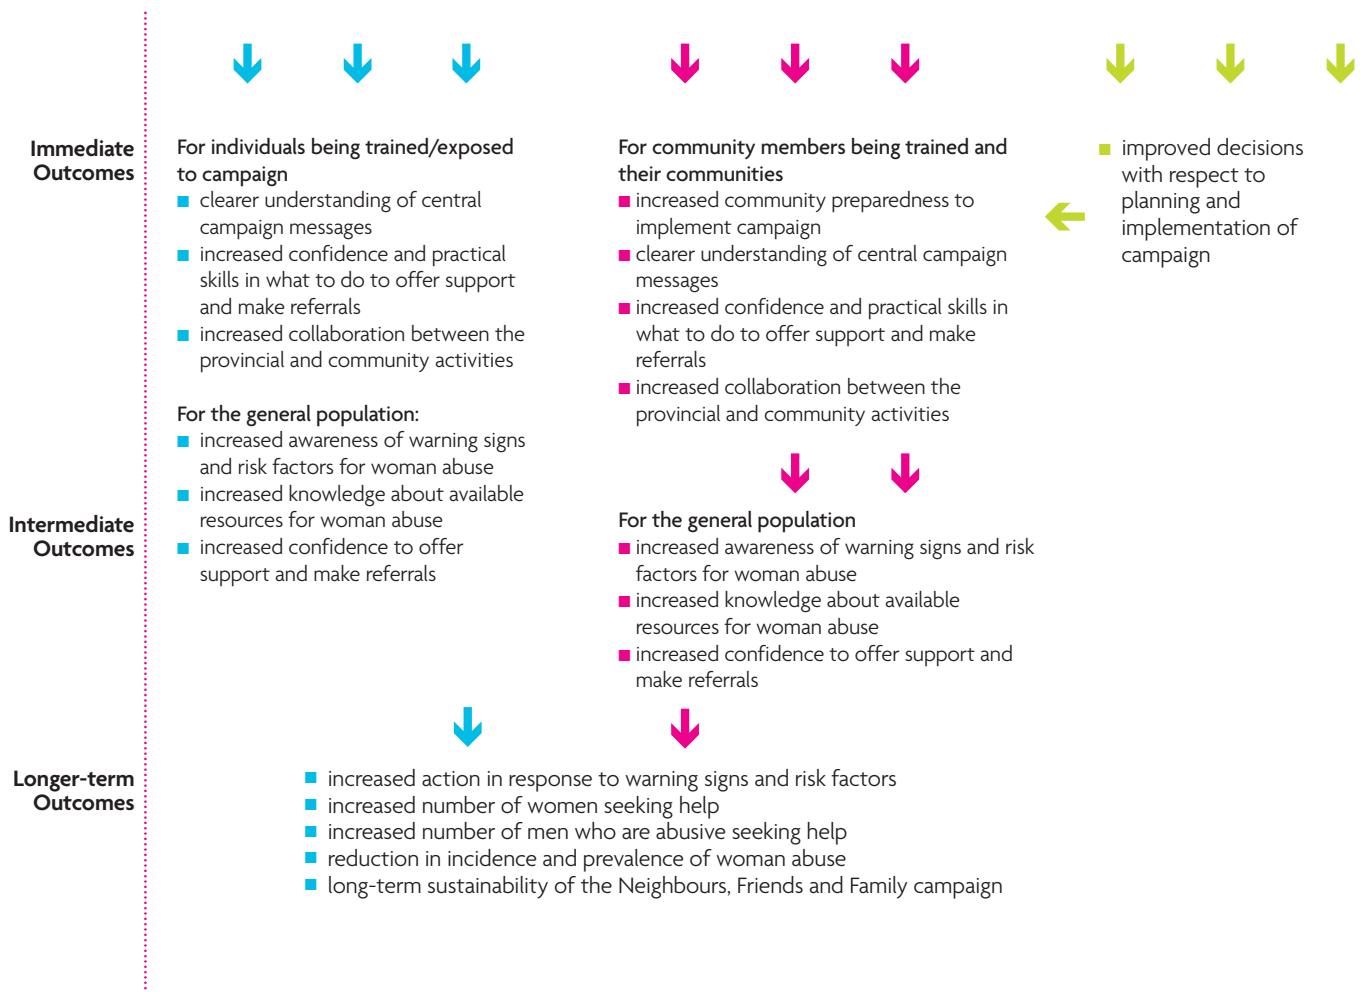 Immediate
Outcomes
For individuals being trained/exposed
to campaign
clearer understanding of central
campaign messages
increased confidence and practical
skills in what to do to offer support
and make referrals
increased collaboration between the
provincial and community activities
For the general population:
increased awareness of warning signs
and risk factors for woman abuse
increased knowledge about available
resources for woman abuse
increased confidence to offer
support and make referrals
For community members being trained and
their communities
increased community preparedness to
implement campaign
clearer understanding of central campaign
messages
increased confidence and practical skills in
what to do to offer support and make
referrals
increased collaboration between the
provincial and community activities
improved decisions
with respect to
planning and
implementation of
campaign
Intermediate
Outcomes
For the general population
increased awareness of warning signs and risk
factors for woman abuse
increased knowledge about available
resources for woman abuse
increased confidence to offer support and
make referrals
Longer-term
Outcomes
increased action in response to warning signs and risk factors
increased number of women seeking help
increased number of men who are abusive seeking help
reduction in incidence and prevalence of woman abuse
long-term sustainability of the Neighbours, Friends and Family campaign